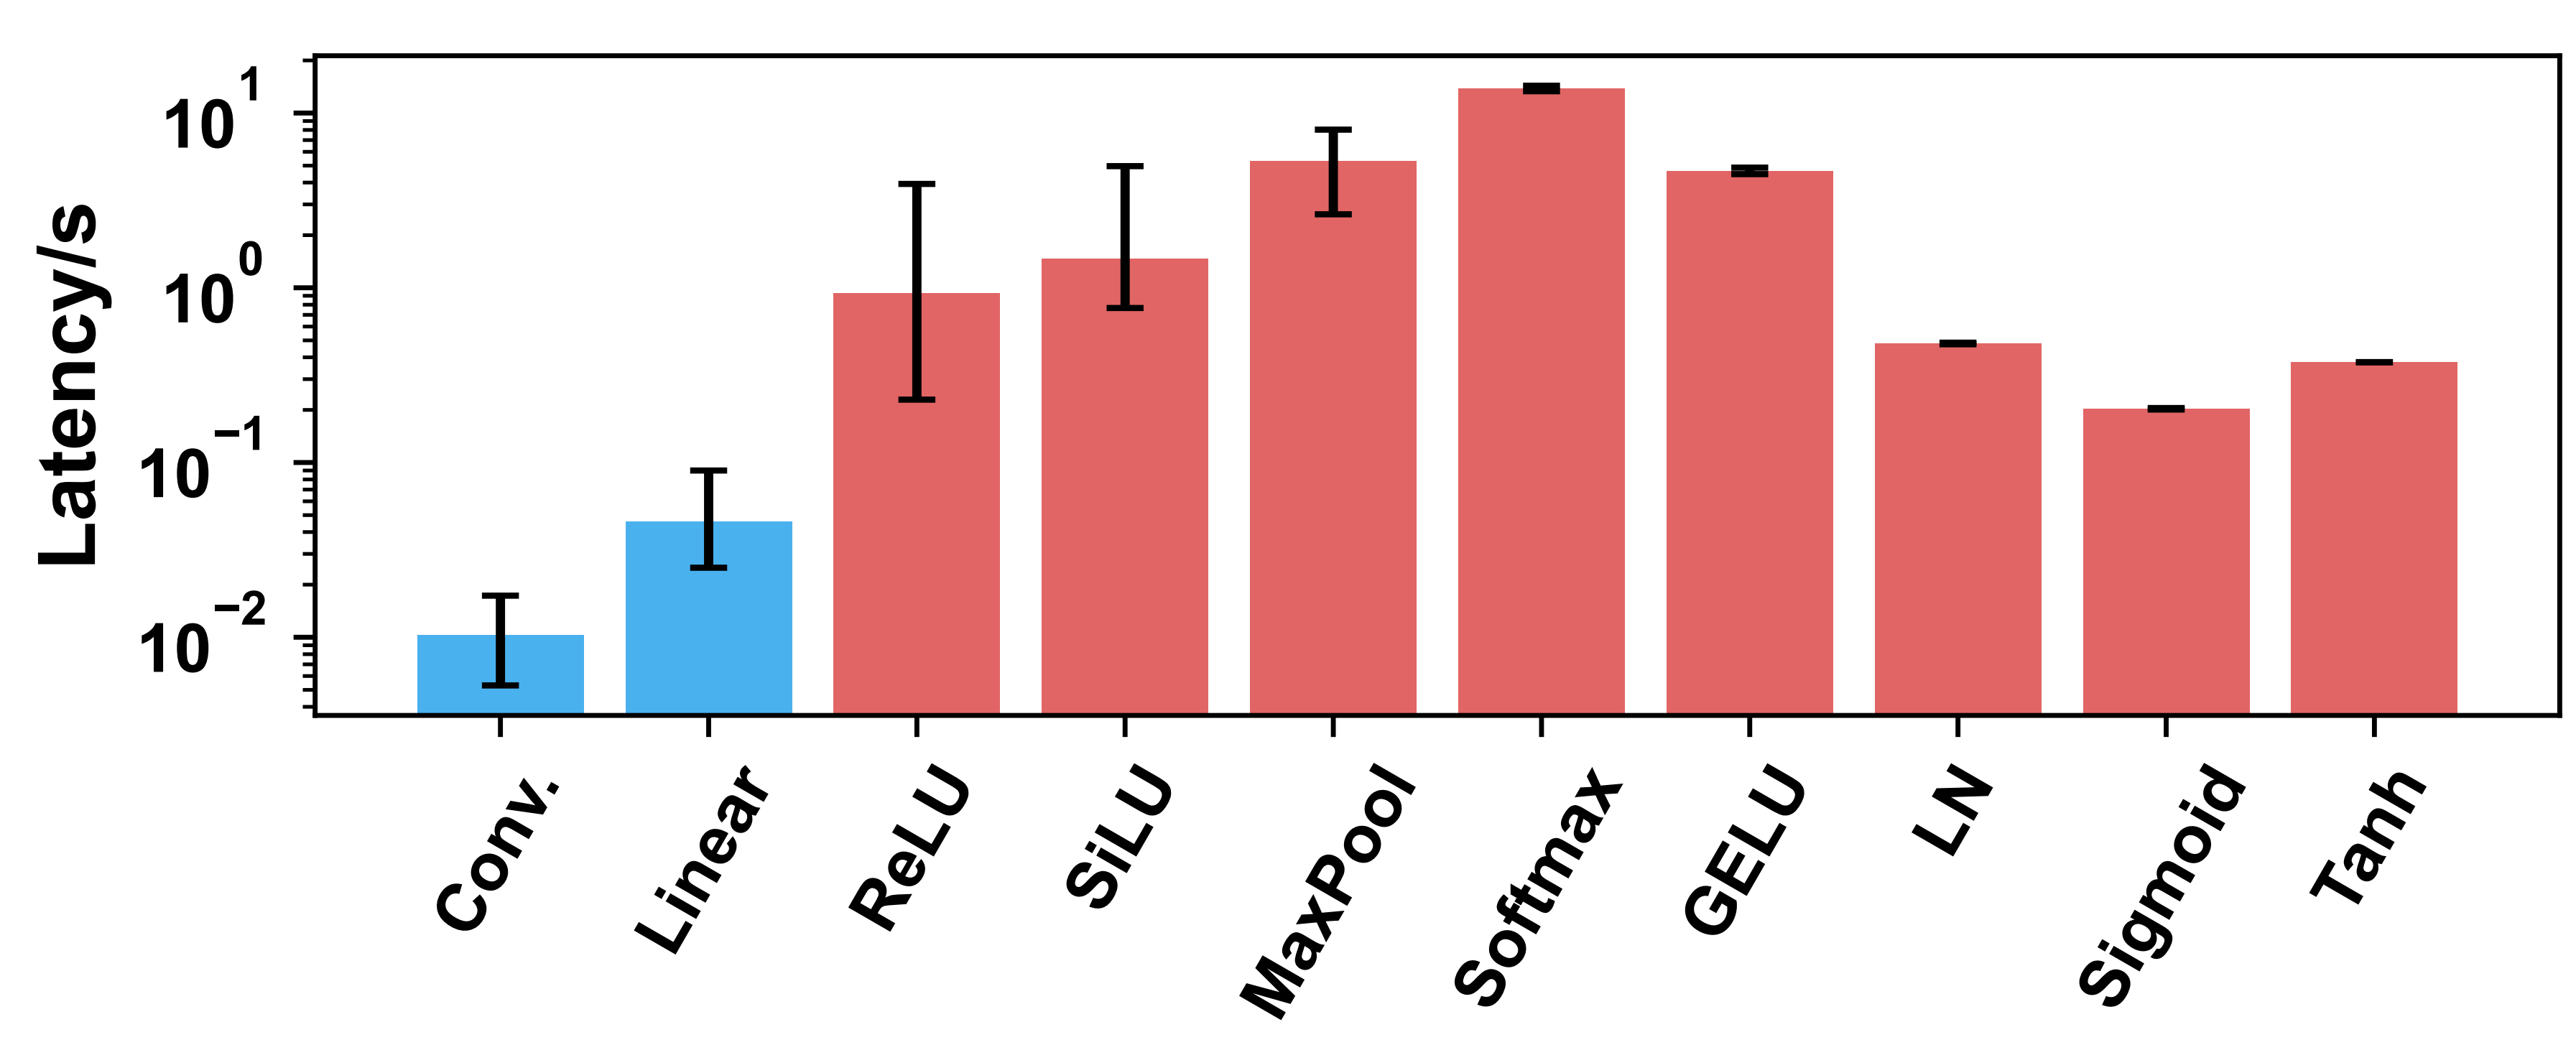 Latency/s
10^1
10^0
10^−1
10^−2
Conv.
Linear
ReLU
SiLU
MaxPool
Softmax
GELU
LN
Sigmoid
Tanh